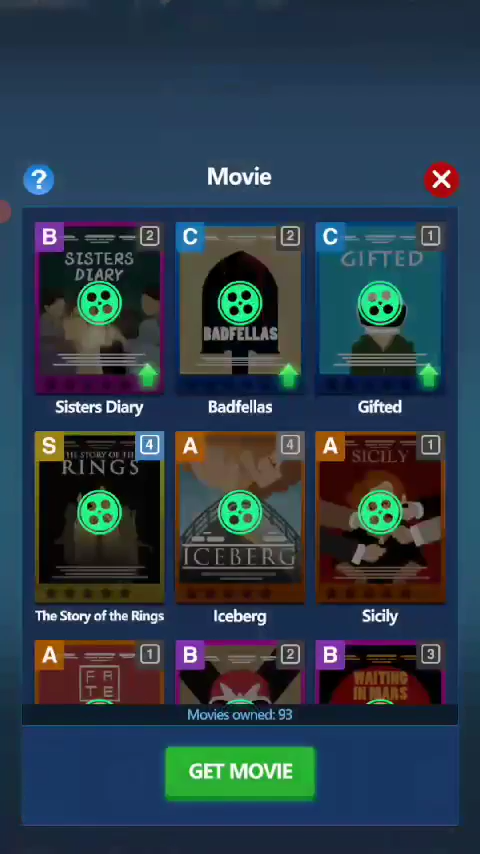 ?
Movie
X
B
2
SISTERS
DIARY
C
2
BADFELLAS
C
1
GIFTED
Sisters Diary
Badfellas
Gifted
S
4
THE STORY OF THE
RINGS
A
4
ICEBERG
A
1
SICILY
The Story of the Rings
Iceberg
Sicily
A
1
FATE
B
2
B
3
WAITING
IN MARS
Movies owned: 93
GET MOVIE